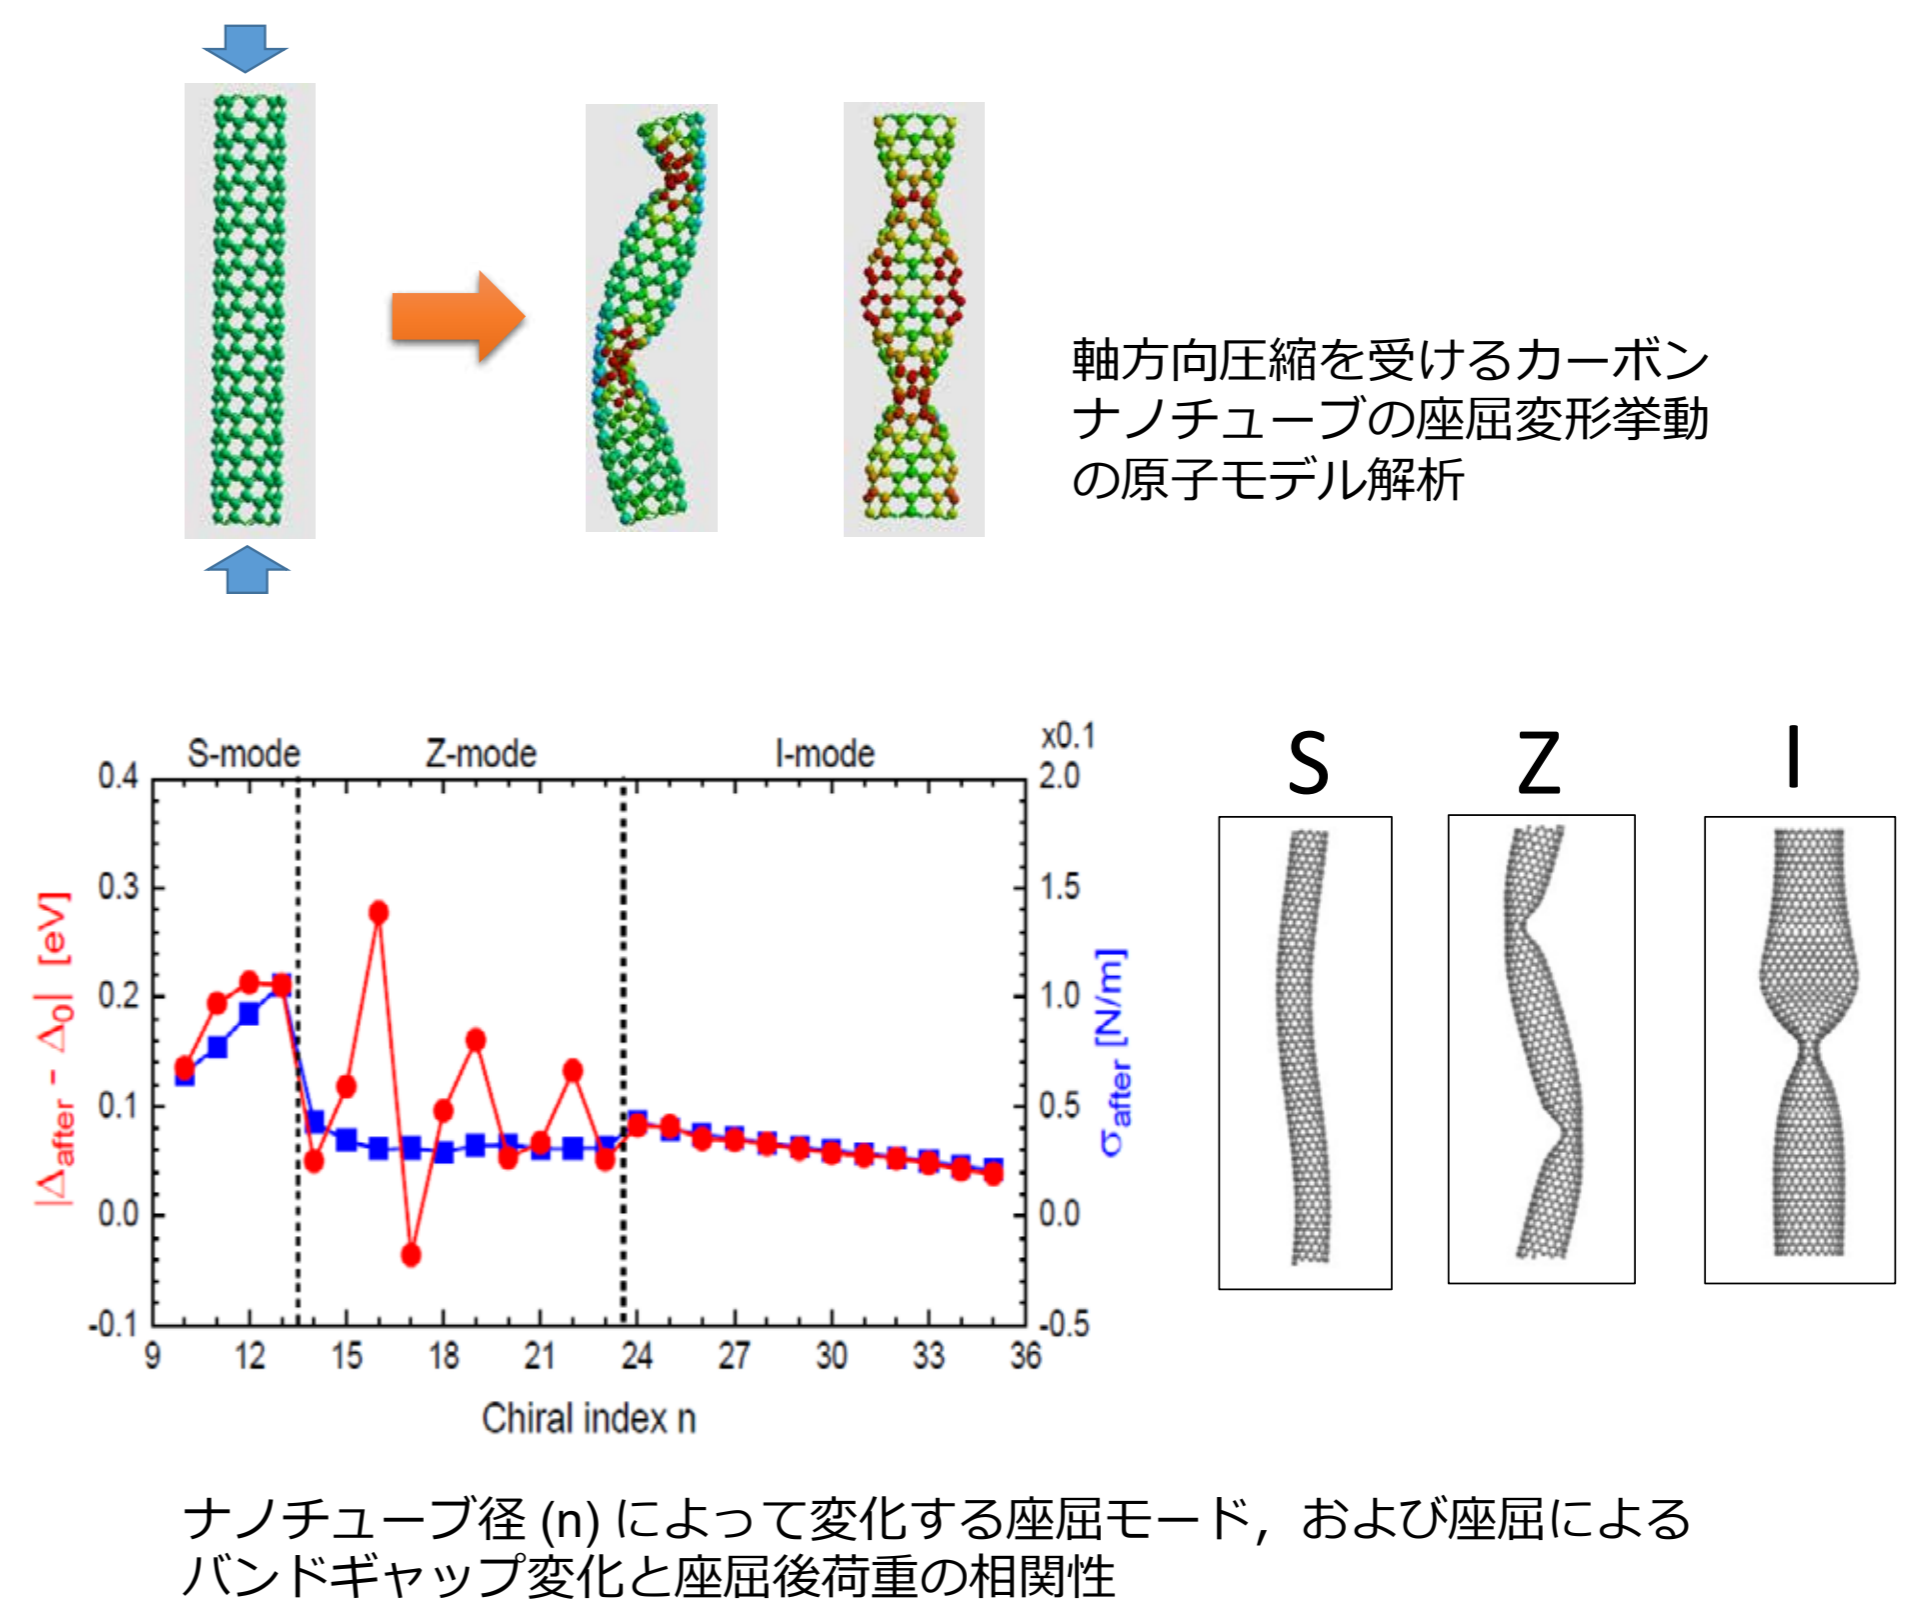 軸方向圧縮を受けるカーボン
ナノチューブの座屈変形挙動
の原子モデル解析
S-mode Z-mode I-mode
x0.1
0.4
0.3
0.2
0.1
0.0
-0.1
2.0
1.5
1.0
0.5
0.0
-0.5
|Δafter - Δ0| [eV]
σafter [N/m]
9 12 15 18 21 24 27 30 33 36
Chiral index n
S Z I
ナノチューブ径 (n) によって変化する座屈モード，および座屈による
バンドギャップ変化と座屈後荷重の相関性